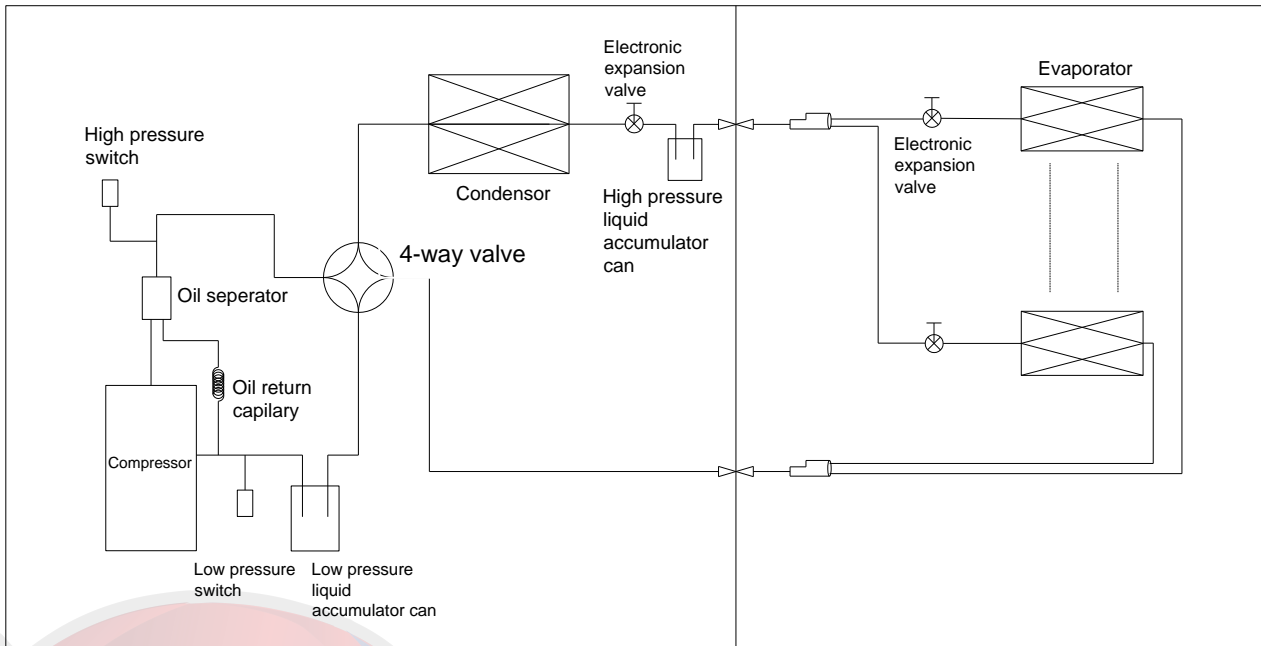 Electronic
expansion
valve
Evaporator
High pressure
switch
Electronic
expansion
valve
Condensor
High pressure
liquid
accumulator
can
4-way valve
Oil seperator
Oil return
capilary
Compressor
Low pressure
switch
Low pressure
liquid
accumulator can